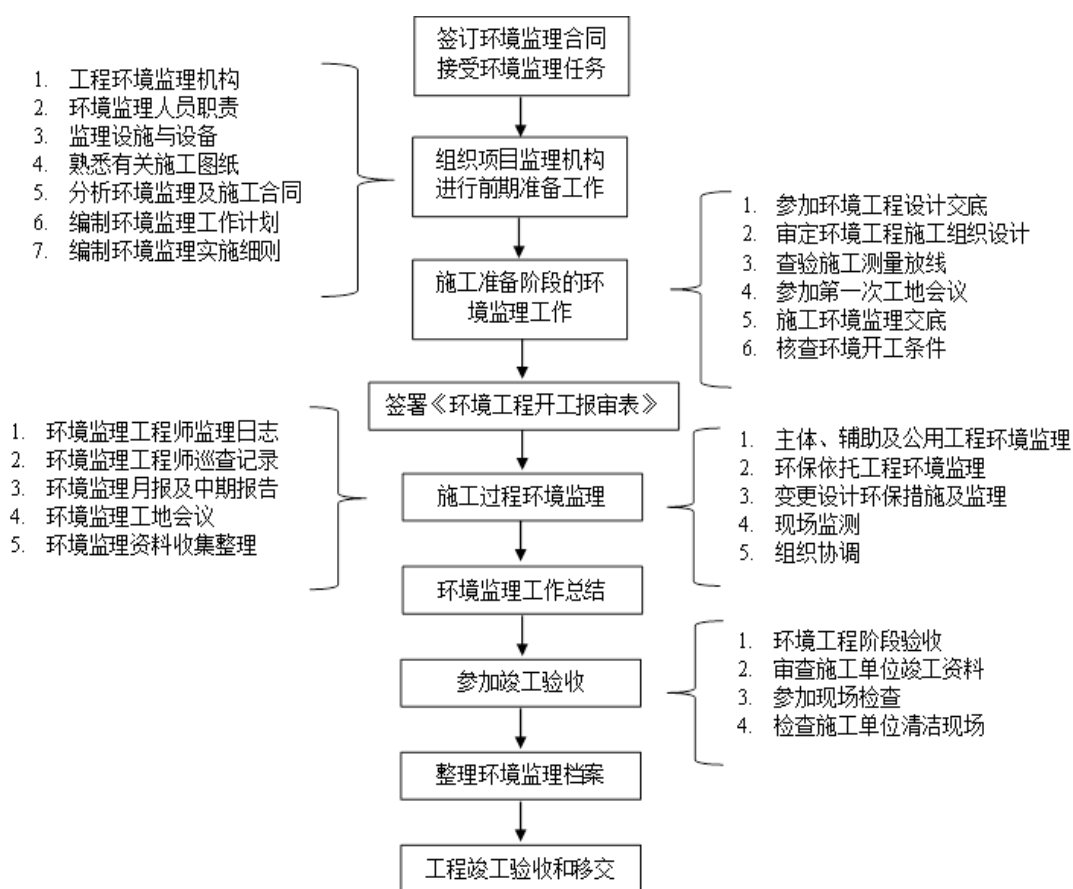 签订环境监理合同
接受环境监理任务
1. 工程环境监理机构
2. 环境监理人员职责
3. 监理设施与设备
4. 熟悉有关施工图纸
5. 分析环境监理及施工合同
6. 编制环境监理工作计划
7. 编制环境监理实施细则
组织项目监理机构
进行前期准备工作
施工准备阶段的环
境监理工作
1. 参加环境工程设计交底
2. 审定环境工程施工组织设计
3. 查验施工测量放线
4. 参加第一次工地会议
5. 施工环境监理交底
6. 核查环境开工条件
签署《环境工程开工报审表》
1. 环境监理工程师监理日志
2. 环境监理工程师巡查记录
3. 环境监理月报及中期报告
4. 环境监理工地会议
5. 环境监理资料收集整理
施工过程环境监理
1. 主体、辅助及公用工程环境监理
2. 环保依托工程环境监理
3. 变更设计环保措施及监理
4. 现场监测
5. 组织协调
环境监理工作总结
参加竣工验收
1. 环境工程阶段验收
2. 审查施工单位竣工资料
3. 参加现场检查
4. 检查施工单位清洁现场
整理环境监理档案
工程竣工验收和移交